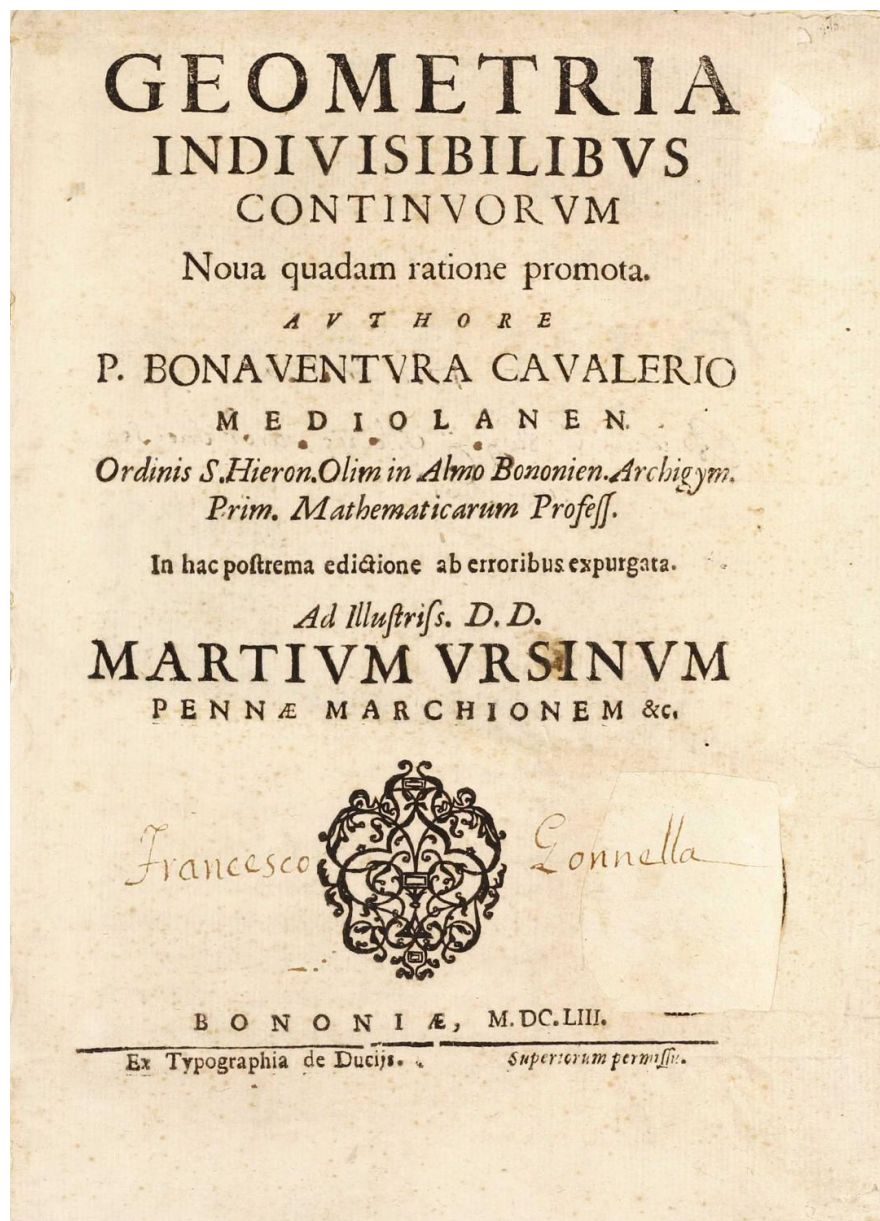 GEOMETRIA
INDIVISIBILIBVS
CONTINVORVM
Noua quadam ratione promota.
AVTHORE
P. BONAVENTVRA CAVALERIO
MEDIOLANEN.
Ordinis S.Hieron.Olim in Almo Bononien.Archigym.
Prim. Mathematicarum Profeſſ.
In hac poſtrema edictione ab erroribus expurgata.
Ad Illuſtriſs. D. D.
MARTIVM VRSINVM
PENNÆ MARCHIONEM &c.
Francesco Gonnella
BONONIÆ, M.DC.LIII.
Ex Typographia de Ducijs. Superiorum permiſſu.